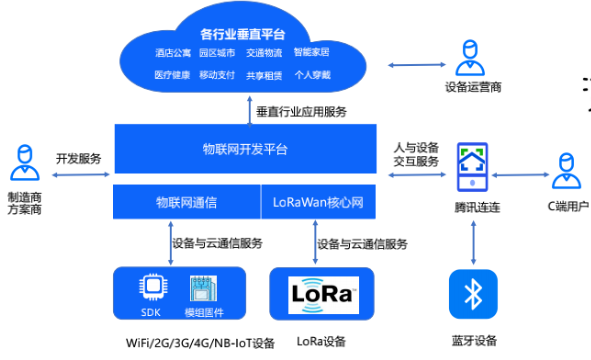 各行业垂直平台
酒店公寓 园区城市 交通物流 智能家居
医疗健康 移动支付 共享租赁 个人穿戴
设备运营商
垂直行业应用服务
物联网开发平台
开发服务
人与设备
交互服务
制造商
方案商
腾讯连连
C端用户
物联网通信
LoRaWan核心网
设备与云通信服务
设备与云通信服务
SDK
模组固件
LoRa
WiFi/2G/3G/4G/NB-IoT设备
LoRa设备
蓝牙设备